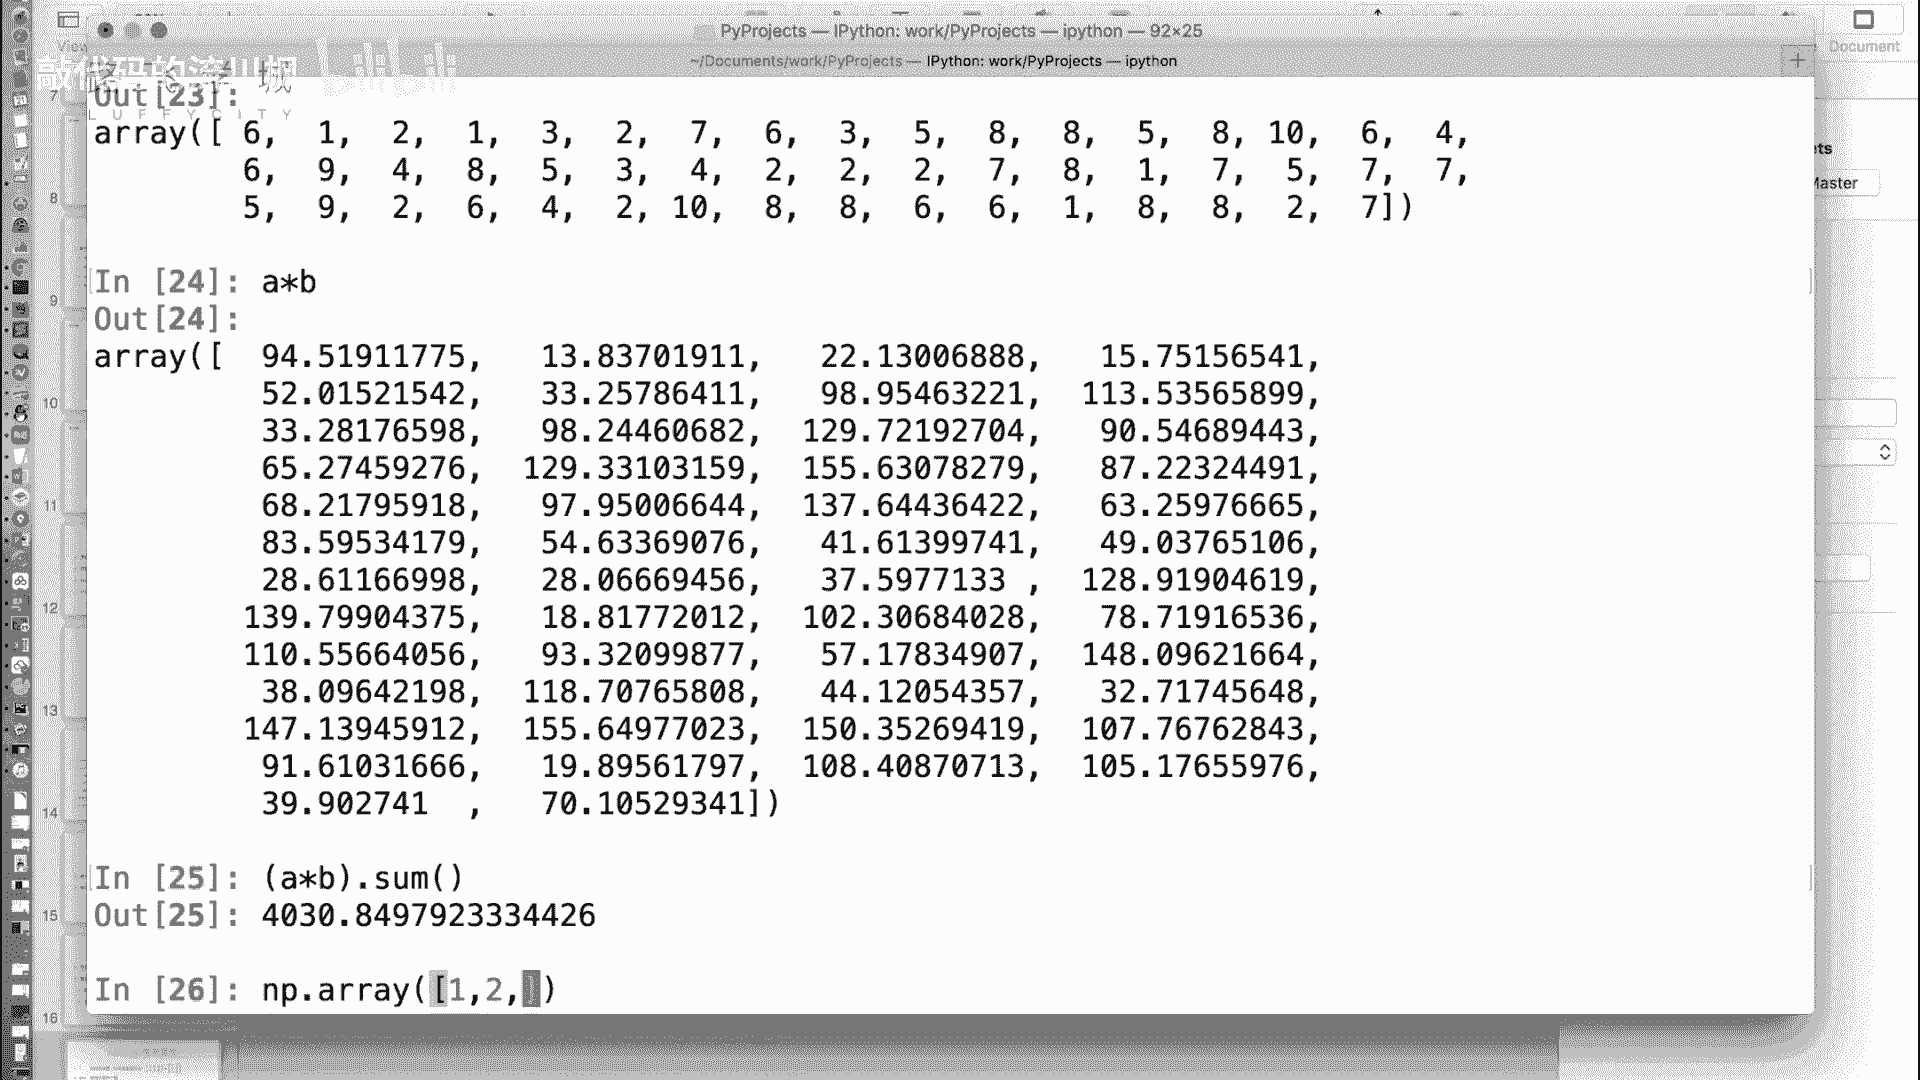 PyProjects — IPython: work/PyProjects — ipython — 92×25
~/Documents/work/PyProjects — IPython: work/PyProjects — ipython
View
Document
敲代码的
bilibili
LUFFYCITY
Master
7
8
9
10
11
12
13
14
15
16
Out[23]:
array([ 6, 1, 2, 1, 3, 2, 7, 6, 3, 5, 8, 8, 5, 8, 10, 6, 4,
6, 9, 4, 8, 5, 3, 4, 2, 2, 2, 7, 8, 1, 7, 5, 7, 7,
5, 9, 2, 6, 4, 2, 10, 8, 8, 6, 6, 1, 8, 8, 2, 7])
In [24]: a*b
Out[24]:
array([ 94.51911775, 13.83701911, 22.13006888, 15.75156541,
52.01521542, 33.25786411, 98.95463221, 113.53565899,
33.28176598, 98.24460682, 129.72192704, 90.54689443,
65.27459276, 129.33103159, 155.63078279, 87.22324491,
68.21795918, 97.95006644, 137.64436422, 63.25976665,
83.59534179, 54.63369076, 41.61399741, 49.03765106,
28.61166998, 28.06669456, 37.5977133 , 128.91904619,
139.79904375, 18.81772012, 102.30684028, 78.71916536,
110.55664056, 93.32099877, 57.17834907, 148.09621664,
38.09642198, 118.70765808, 44.12054357, 32.71745648,
147.13945912, 155.64977023, 150.35269419, 107.76762843,
91.61031666, 19.89561797, 108.40870713, 105.17655976,
39.902741 , 70.10529341])
In [25]: (a*b).sum()
Out[25]: 4030.8497923334426
In [26]: np.array([1,2,])